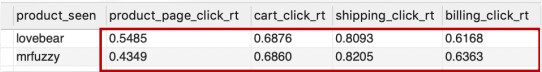 product_seen product_page_click_rt cart_click_rt shipping_click_rt billing_click_rt
lovebear 0.5485 0.6876 0.8093 0.6168
mrfuzzy 0.4349 0.6860 0.8205 0.6363